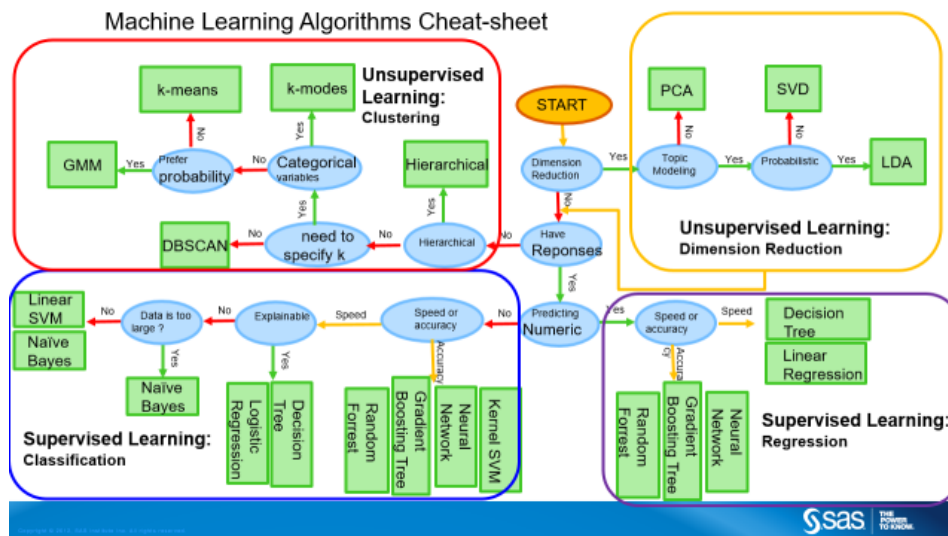 Machine Learning Algorithms Cheat-sheet
Unsupervised
Learning:
Clustering
k-means
k-modes
No
Yes
GMM
Yes
Prefer
probability
No
Categorical
variables
Hierarchical
Yes
Yes
DBSCAN
No
need to
specify k
No
Hierarchical
No
START
Dimension
Reduction
Yes
No
Have
Reponses
Yes
PCA
SVD
No
No
Topic
Modeling
Yes
Probabilistic
Yes
LDA
Unsupervised Learning:
Dimension Reduction
Linear
SVM
Naïve
Bayes
No
Data is too
large ?
No
Explainable
Speed
Speed or
accuracy
No
Predicting
Numeric
Yes
Speed or
accuracy
Speed
Decision
Tree
Linear
Regression
Yes
Naïve
Bayes
Yes
Logistic
Regression
Decision
Tree
Accuracy
Random
Forrest
Gradient
Boosting Tree
Neural
Network
Kernel SVM
Accura
cy
Random
Forrest
Gradient
Boosting Tree
Neural
Network
Supervised Learning:
Classification
Supervised Learning:
Regression
sas
THE
POWER
TO KNOW.